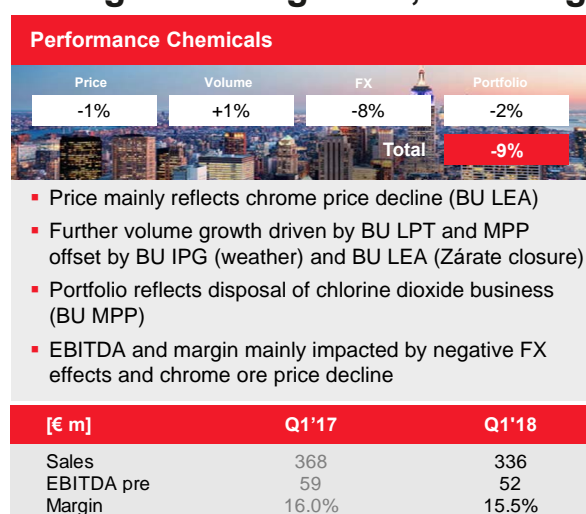 Performance Chemicals
Price Volume FX Portfolio
-1% +1% -8% -2%
Total -9%
▪ Price mainly reflects chrome price decline (BU LEA)
▪ Further volume growth driven by BU LPT and MPP
offset by BU IPG (weather) and BU LEA (Zárate closure)
▪ Portfolio reflects disposal of chlorine dioxide business
(BU MPP)
▪ EBITDA and margin mainly impacted by negative FX
effects and chrome ore price decline
[€ m] Q1’17 Q1'18
Sales 368 336
EBITDA pre 59 52
Margin 16.0% 15.5%